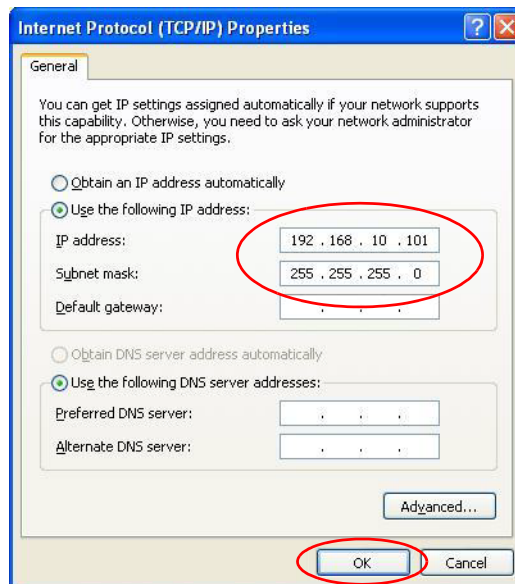 Internet Protocol (TCP/IP) Properties
General
You can get IP settings assigned automatically if your network supports
this capability. Otherwise, you need to ask your network administrator
for the appropriate IP settings.
Obtain an IP address automatically
Use the following IP address:
IP address: 192 . 168 . 10 . 101
Subnet mask: 255 . 255 . 255 . 0
Default gateway: . . .
Obtain DNS server address automatically
Use the following DNS server addresses:
Preferred DNS server: . . .
Alternate DNS server: . . .
Advanced...
OK Cancel